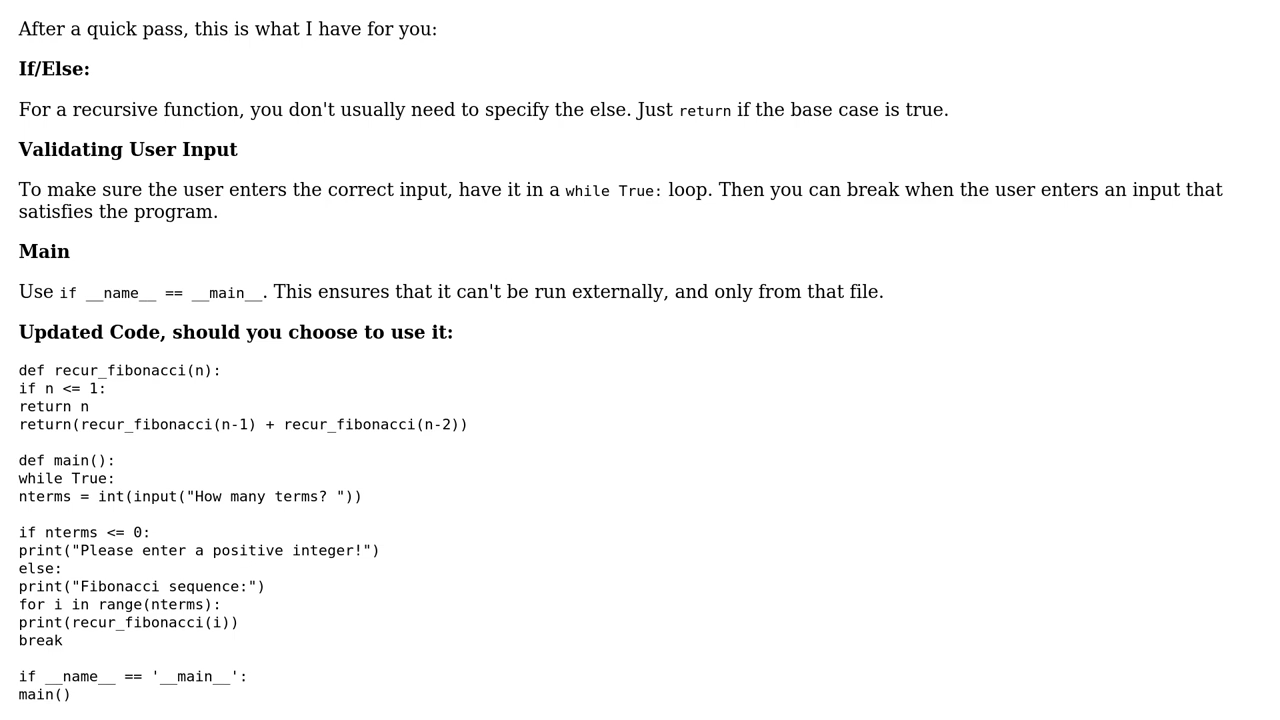 After a quick pass, this is what I have for you:
If/Else:
For a recursive function, you don't usually need to specify the else. Just return if the base case is true.
Validating User Input
To make sure the user enters the correct input, have it in a while True: loop. Then you can break when the user enters an input that
satisfies the program.
Main
Use if __name__ == __main__. This ensures that it can't be run externally, and only from that file.
Updated Code, should you choose to use it:
def recur_fibonacci(n):
if n <= 1:
return n
return(recur_fibonacci(n-1) + recur_fibonacci(n-2))
def main():
while True:
nterms = int(input("How many terms? "))
if nterms <= 0:
print("Please enter a positive integer!")
else:
print("Fibonacci sequence:")
for i in range(nterms):
print(recur_fibonacci(i))
break
if __name__ == '__main__':
main()